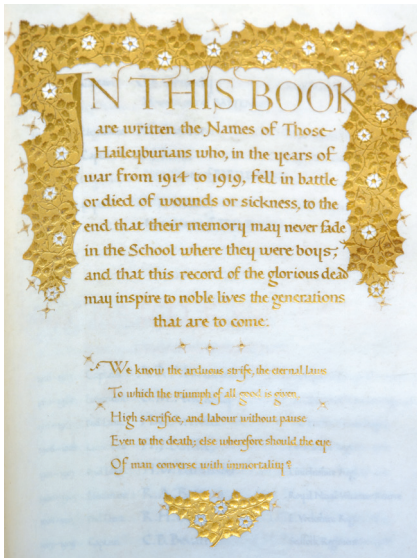 IN THIS BOOK
are written the Names of Those
Haileyburians who, in the years of
war from 1914 to 1919, fell in battle
or died of wounds or sickness, to the
end that their memory may never fade
in the School where they were boys;
and that this record of the glorious dead
may inspire to noble lives the generations
that are to come:
We know the arduous strife, the eternal laws
To which the triumph of all good is given,
High sacrifice, and labour without pause
Even to the death: else wherefore should the eye
Of man converse with immortality?